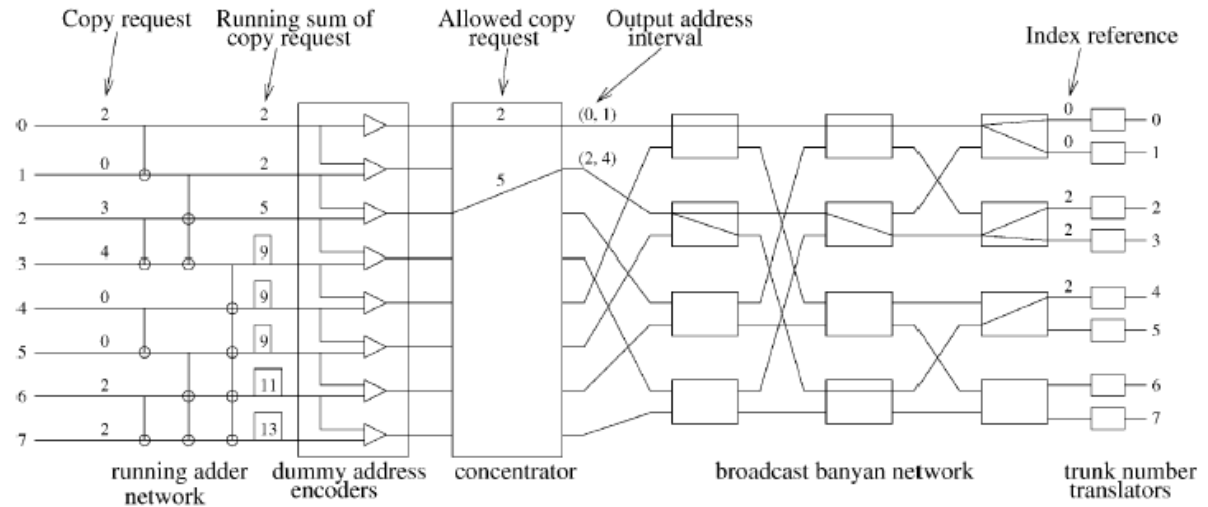 Copy request
Running sum of
copy request
Allowed copy
request
Output address
interval
Index reference
0 2 2 2 (0, 1) 0 0
0 1
1 0 2 (2, 4)
5
2 3 5 2 2
3 4 9 2 3
4 0 9 2 4
5 0 9 5
6 2 11 6
7 2 13 7
running adder
network
dummy address
encoders
concentrator
broadcast banyan network
trunk number
translators